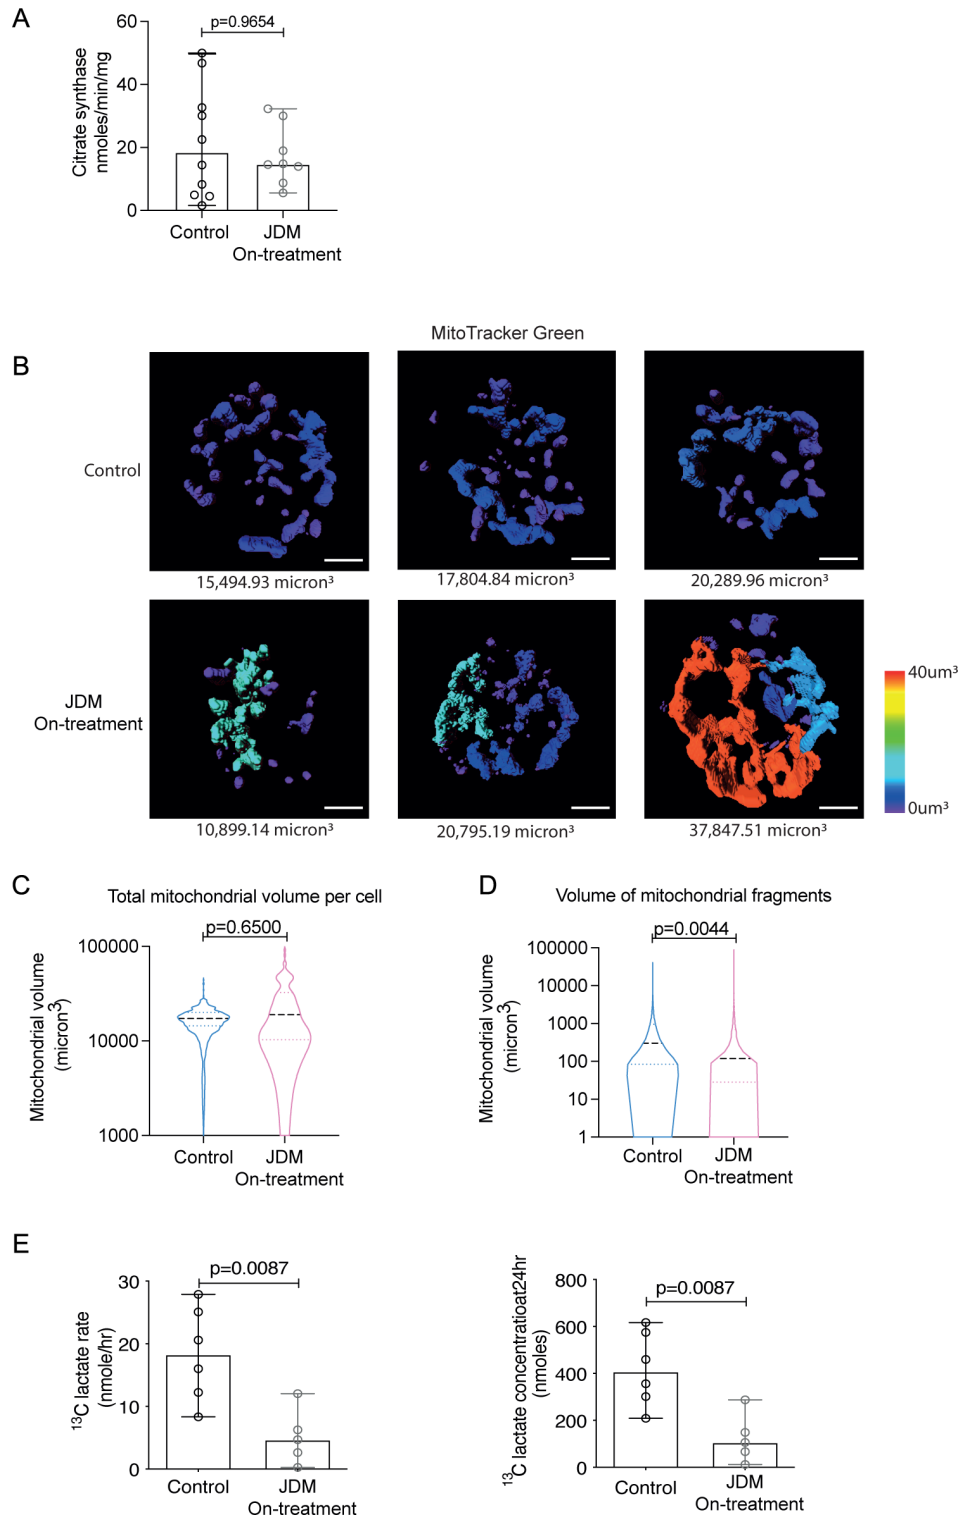 A
p=0.9654
Citrate synthase
nmoles/min/mg
60
40
20
0
Control
JDM
On-treatment
MitoTracker Green
B
Control
15,494.93 micron³
17,804.84 micron³
20,289.96 micron³
JDM
On-treatment
40um³
0um³
10,899.14 micron³
20,795.19 micron³
37,847.51 micron³
C
Total mitochondrial volume per cell
p=0.6500
Mitochondrial volume
(micron³)
100000
10000
1000
Control
JDM
On-treatment
D
Volume of mitochondrial fragments
p=0.0044
Mitochondrial volume
(micron³)
100000
1000
100
10
1
Control
JDM
On-treatment
E
p=0.0087
¹³C lactate rate
(nmole/hr)
30
20
10
0
Control
JDM
On-treatment
p=0.0087
¹³C lactate concentratioat24hr
(nmoles)
800
600
400
200
0
Control
JDM
On-treatment